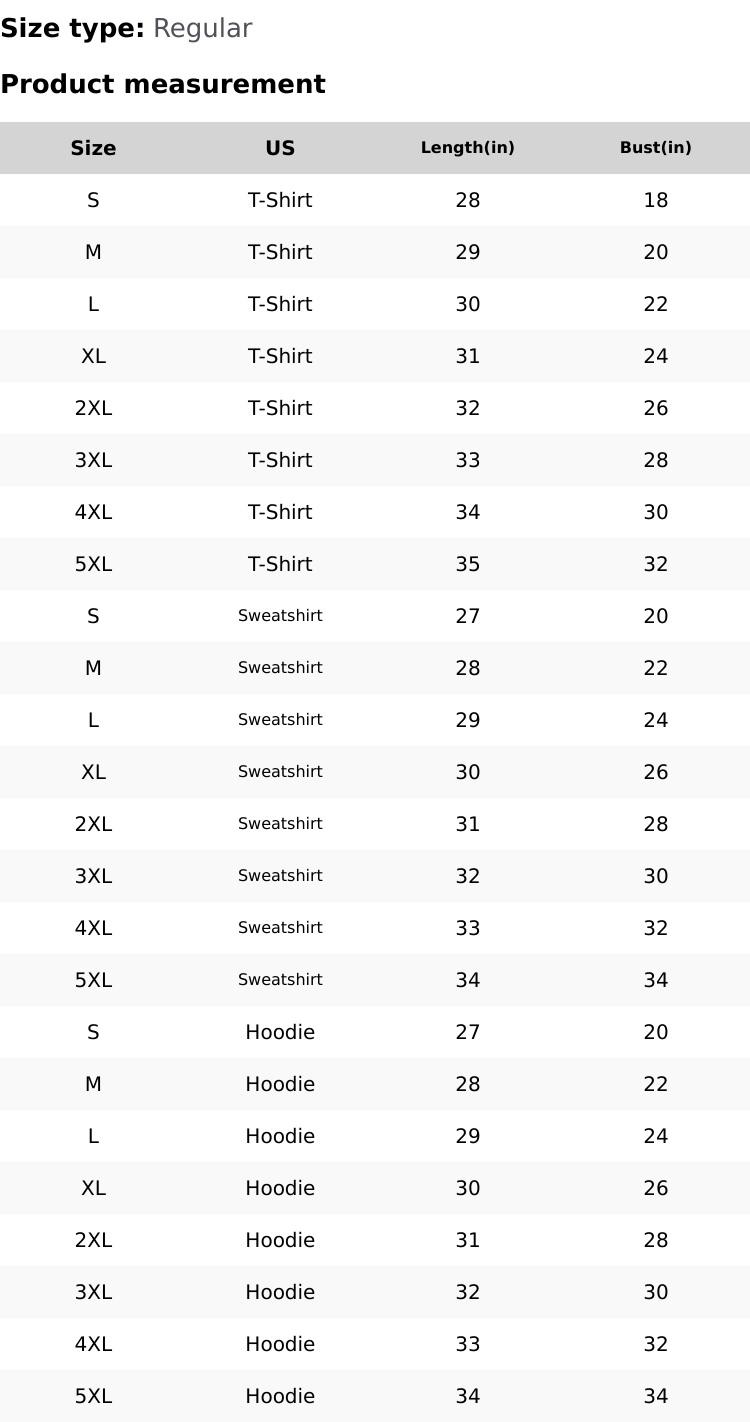 Size type: Regular
Product measurement
Size US Length(in) Bust(in)
S T-Shirt 28 18
M T-Shirt 29 20
L T-Shirt 30 22
XL T-Shirt 31 24
2XL T-Shirt 32 26
3XL T-Shirt 33 28
4XL T-Shirt 34 30
5XL T-Shirt 35 32
S Sweatshirt 27 20
M Sweatshirt 28 22
L Sweatshirt 29 24
XL Sweatshirt 30 26
2XL Sweatshirt 31 28
3XL Sweatshirt 32 30
4XL Sweatshirt 33 32
5XL Sweatshirt 34 34
S Hoodie 27 20
M Hoodie 28 22
L Hoodie 29 24
XL Hoodie 30 26
2XL Hoodie 31 28
3XL Hoodie 32 30
4XL Hoodie 33 32
5XL Hoodie 34 34